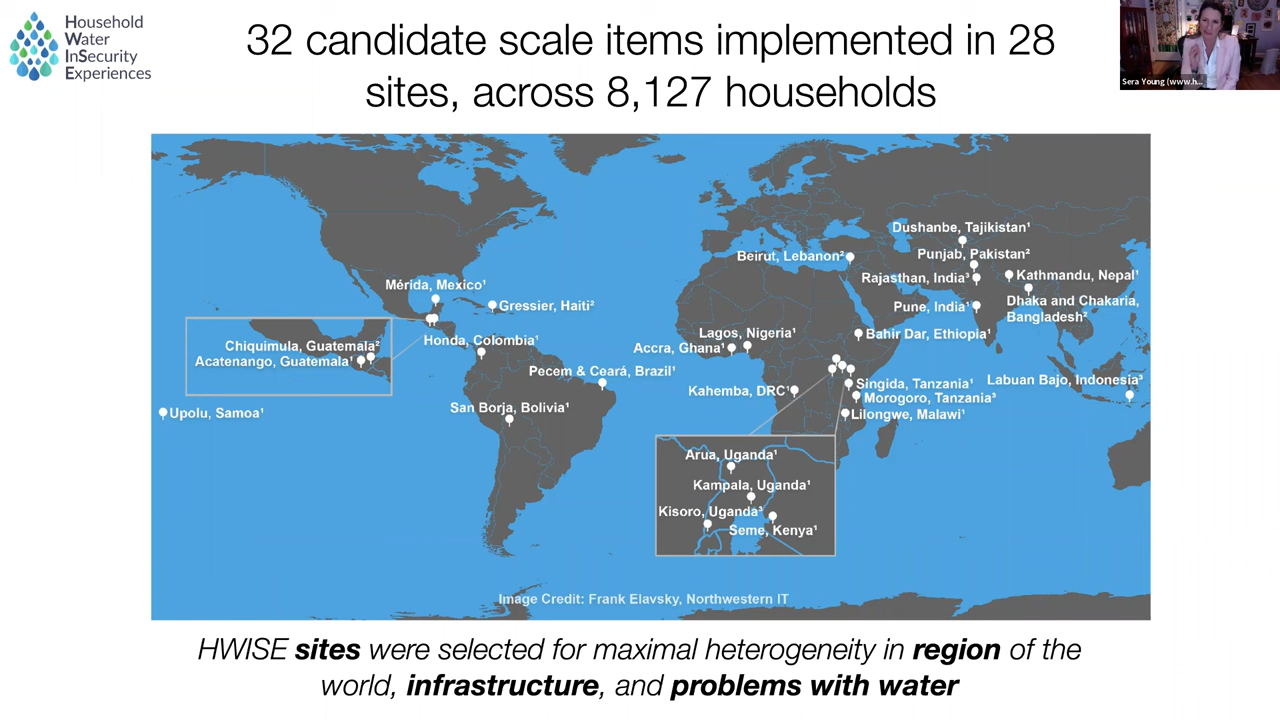 Household
Water
InSecurity
Experiences
32 candidate scale items implemented in 28
sites, across 8,127 households
Sera Young (www.h...
Dushanbe, Tajikistan¹
Punjab, Pakistan²
Beirut, Lebanon²
Rajasthan, India³
Kathmandu, Nepal¹
Mérida, Mexico¹
Gressier, Haiti²
Pune, India¹
Dhaka and Chakaria,
Bangladesh²
Lagos, Nigeria¹
Bahir Dar, Ethiopia¹
Honda, Colombia¹
Chiquimula, Guatemala²
Acatenango, Guatemala¹
Accra, Ghana¹
Pecem & Ceará, Brazil¹
Kahemba, DRC¹
Singida, Tanzania¹
Labuan Bajo, Indonesia³
Morogoro, Tanzania³
San Borja, Bolivia¹
Upolu, Samoa¹
Lilongwe, Malawi¹
Arua, Uganda¹
Kampala, Uganda¹
Kisoro, Uganda³
Seme, Kenya¹
Image Credit: Frank Elavsky, Northwestern IT
HWISE sites were selected for maximal heterogeneity in region of the
world, infrastructure, and problems with water